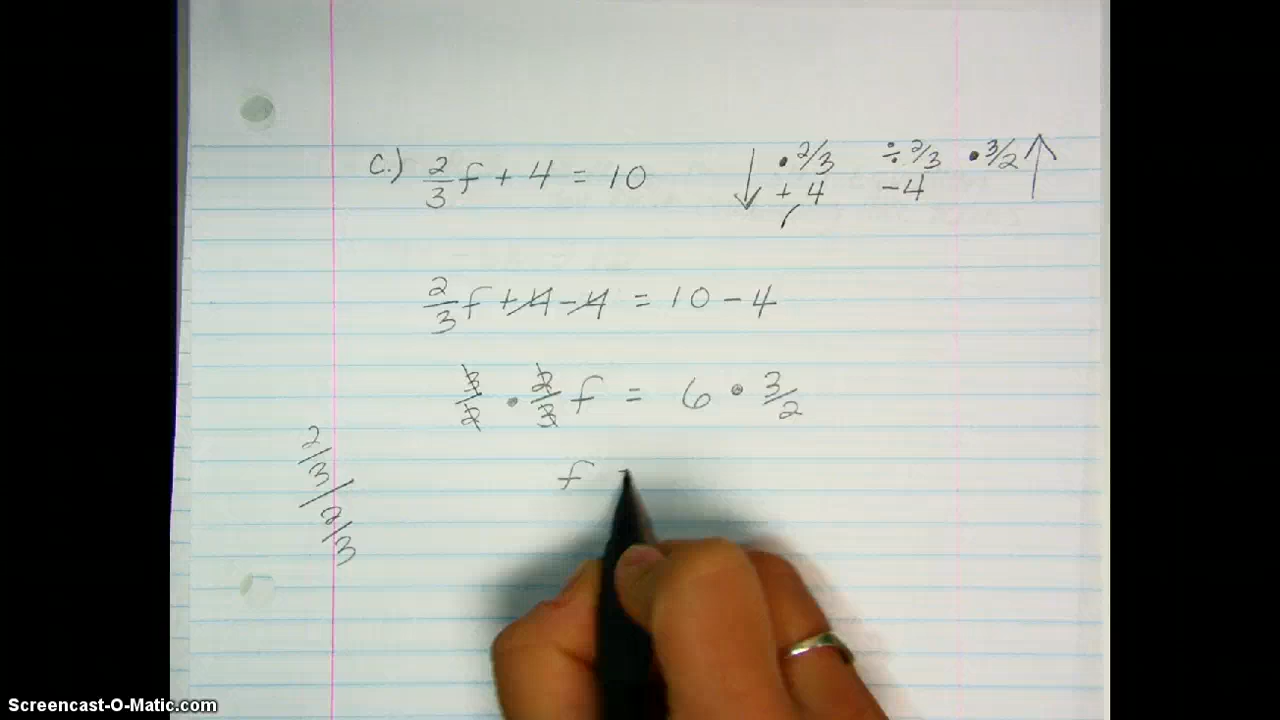 c.) 2/3 f + 4 = 10
• 2/3 ÷ 2/3 • 3/2
+ 4 - 4
2/3 f + 4 - 4 = 10 - 4
3/2 • 2/3 f = 6 • 3/2
2/3 / 2/3
f
Screencast-O-Matic.com